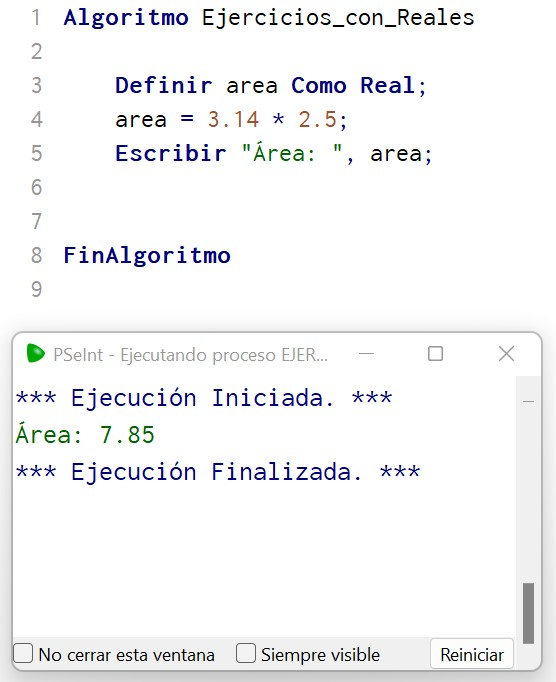 1 Algoritmo Ejercicios_con_Reales
2
3 Definir area Como Real;
4 area = 3.14 * 2.5;
5 Escribir "Área: ", area;
6
7
8 FinAlgoritmo
9
PSeInt - Ejecutando proceso EJER...
*** Ejecución Iniciada. ***
Área: 7.85
*** Ejecución Finalizada. ***
No cerrar esta ventana Siempre visible Reiniciar